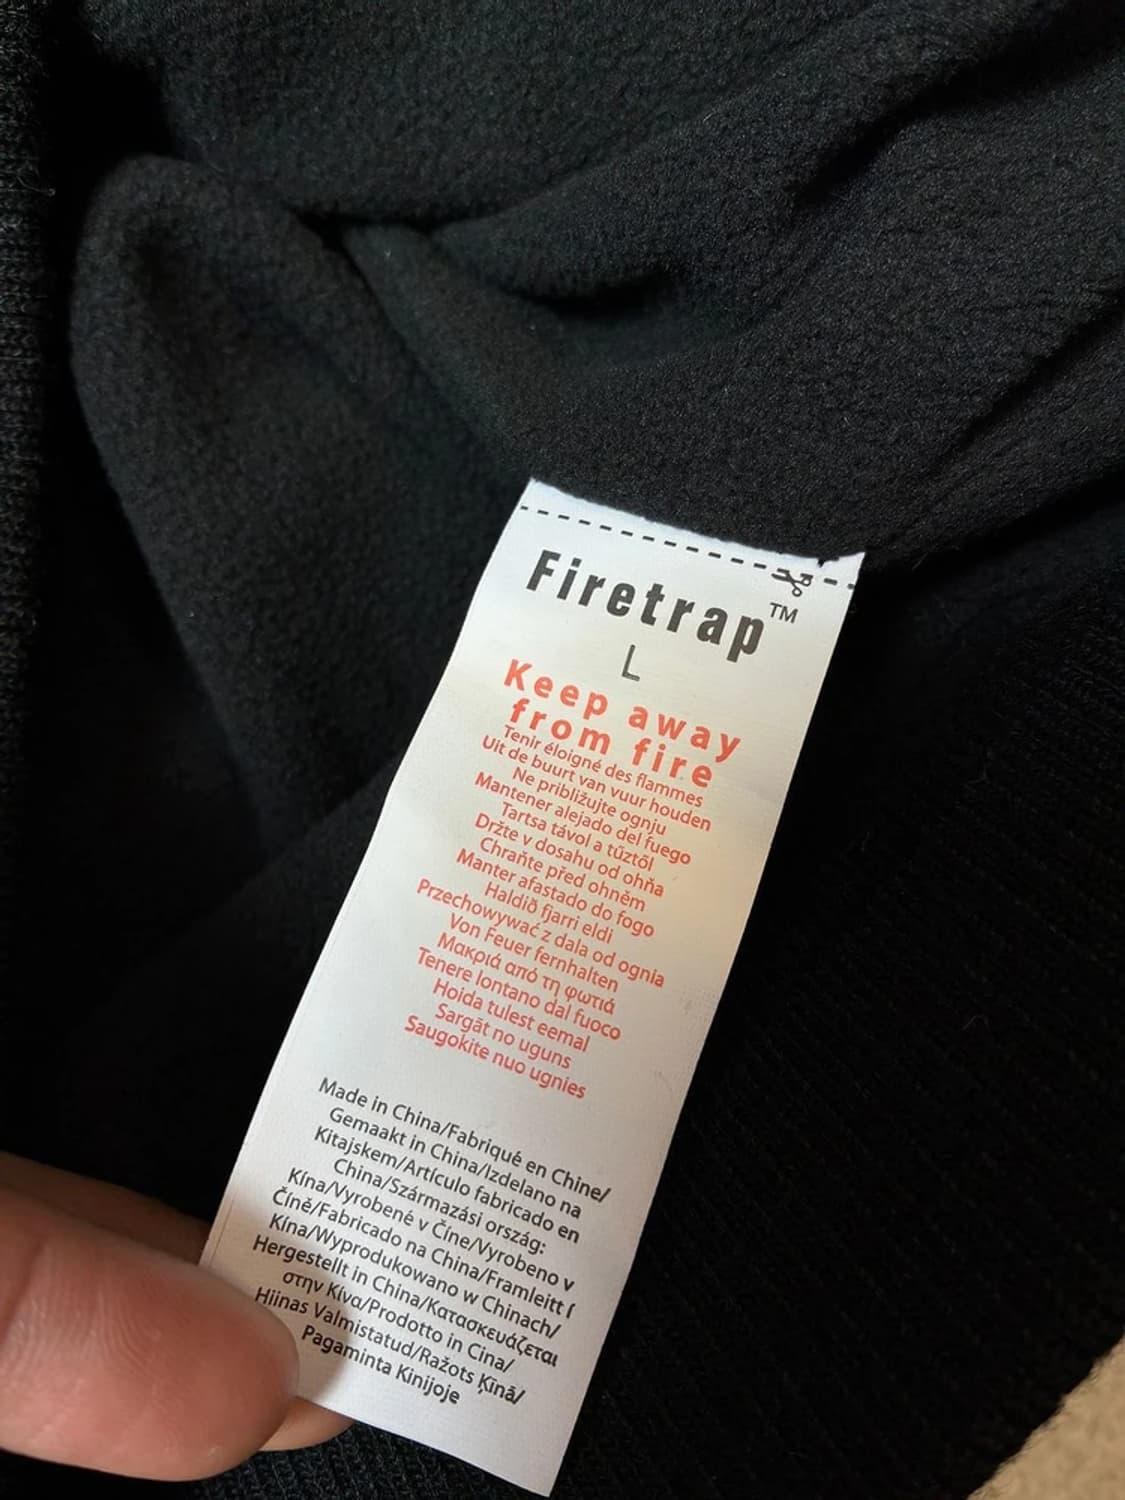 Firetrap™
L
Keep away
from fire
Tenir éloigné des flammes
Uit de buurt van vuur houden
Ne približujte ognju
Mantener alejado del fuego
Tartsa távol a tűztől
Držte v dosahu od ohňa
Chraňte před ohněm
Manter afastado do fogo
Haldið fjarri eldi
Przechowywać z dala od ognia
Von Feuer fernhalten
Μακριά από τη φωτιά
Tenere lontano dal fuoco
Hoida tulest eemal
Sargāt no uguns
Saugokite nuo ugnies
Made in China/Fabriqué en Chine/
Gemaakt in China/Izdelano na
Kitajskem/Artículo fabricado en
China/Származási ország:
Kína/Vyrobené v Číne/Vyrobeno v
Číně/Fabricado na China/Framleitt í
Kína/Wyprodukowano w Chinach/
Hergestellt in China/Κατασκευάζεται
στην Κίνα/Prodotto in Cina/
Hiinas Valmistatud/Ražots Ķīnā/
Pagaminta Kinijoje